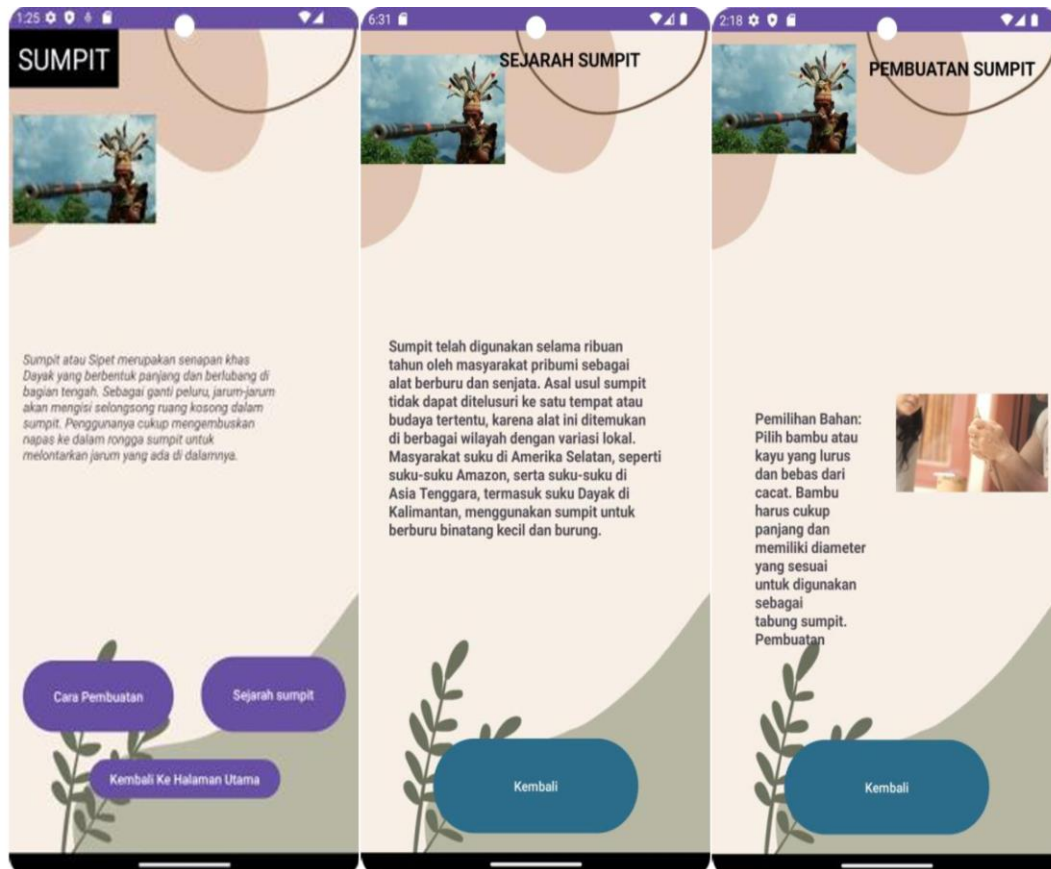 1:25
SUMPIT
Sumpit atau Sipet merupakan senapan khas
Dayak yang berbentuk panjang dan berlubang di
bagian tengah. Sebagai ganti peluru, jarum-jarum
akan mengisi selongsong ruang kosong dalam
sumpit. Penggunanya cukup mengembuskan
napas ke dalam rongga sumpit untuk
melontarkan jarum yang ada di dalamnya.
Cara Pembuatan
Sejarah sumpit
Kembali Ke Halaman Utama
6:31
SEJARAH SUMPIT
Sumpit telah digunakan selama ribuan
tahun oleh masyarakat pribumi sebagai
alat berburu dan senjata. Asal usul sumpit
tidak dapat ditelusuri ke satu tempat atau
budaya tertentu, karena alat ini ditemukan
di berbagai wilayah dengan variasi lokal.
Masyarakat suku di Amerika Selatan, seperti
suku-suku Amazon, serta suku-suku di
Asia Tenggara, termasuk suku Dayak di
Kalimantan, menggunakan sumpit untuk
berburu binatang kecil dan burung.
Kembali
2:18
PEMBUATAN SUMPIT
Pemilihan Bahan:
Pilih bambu atau
kayu yang lurus
dan bebas dari
cacat. Bambu
harus cukup
panjang dan
memiliki diameter
yang sesuai
untuk digunakan
sebagai
tabung sumpit.
Pembuatan
Kembali